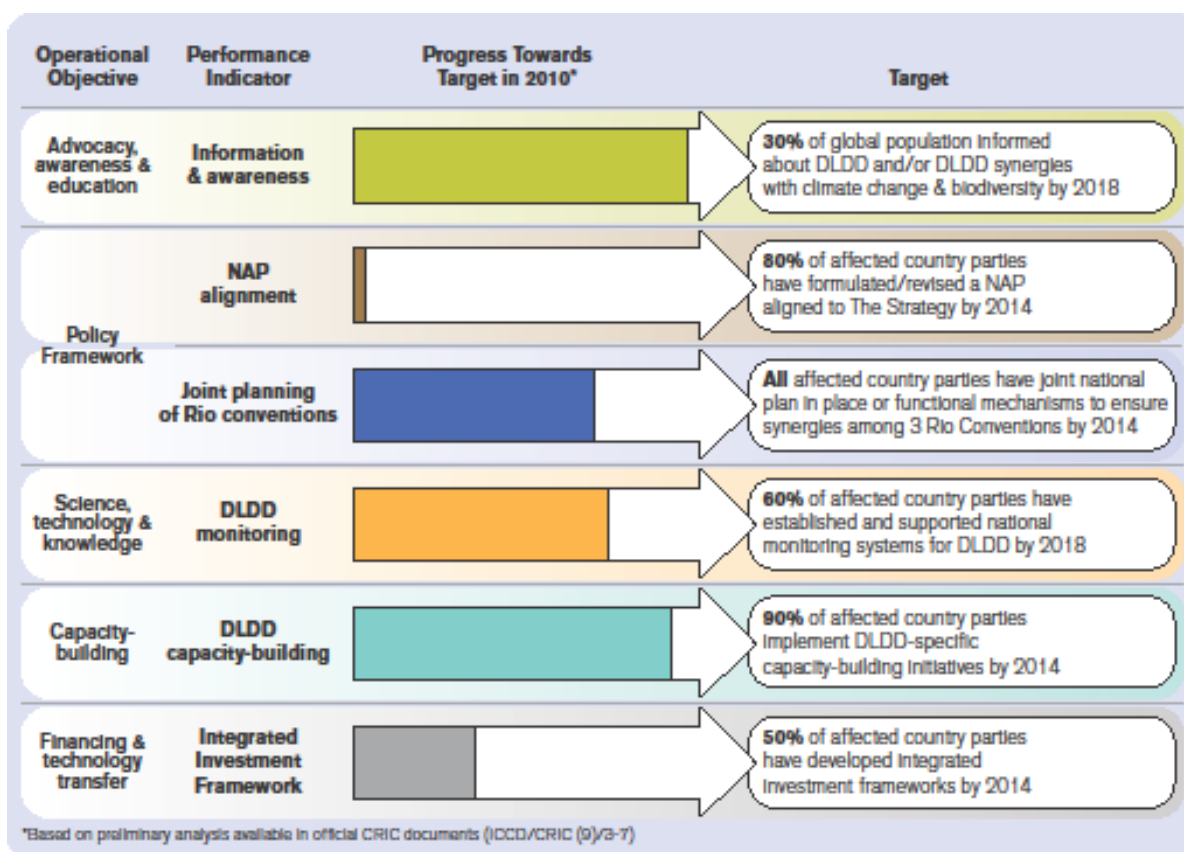 Operational
Objective
Performance
Indicator
Progress Towards
Target in 2010*
Target
Advocacy,
awareness &
education
Information
& awareness
30% of global population informed
about DLDD and/or DLDD synergies
with climate change & biodiversity by 2018
Policy
Framework
NAP
alignment
80% of affected country parties
have formulated/revised a NAP
aligned to The Strategy by 2014
Joint planning
of Rio conventions
All affected country parties have joint national
plan in place or functional mechanisms to ensure
synergies among 3 Rio Conventions by 2014
Science,
technology &
knowledge
DLDD
monitoring
60% of affected country parties have
established and supported national
monitoring systems for DLDD by 2018
Capacity-
building
DLDD
capacity-building
90% of affected country parties
implement DLDD-specific
capacity-building initiatives by 2014
Financing &
technology
transfer
Integrated
Investment
Framework
50% of affected country parties
have developed integrated
investment frameworks by 2014
*Based on preliminary analysis available in official CRIC documents (ICCD/CRIC (9)/3-7)